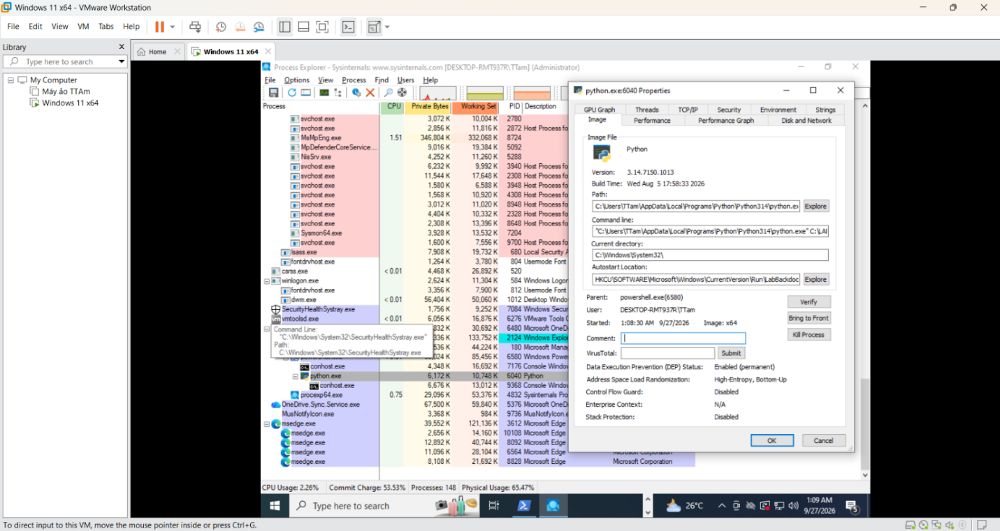 Windows 11 x64 - VMware Workstation
File Edit View VM Tabs Help
Library
Home
Windows 11 x64
Type here to search
My Computer
Máy ảo TTAm
Windows 11 x64
Process Explorer - Sysinternals: www.sysinternals.com [DESKTOP-RMT937R\TTam] (Administrator)
File Options View Process Find Users Help
Process CPU Private Bytes Working Set PID Description
svchost.exe 3,072 K 10,004 K 2780
svchost.exe 2,856 K 11,816 K 2872 Host Process fo
MsMpEng.exe 1.51 346,804 K 332,068 K 8724
MpDefenderCoreService... 9,016 K 19,384 K 5092
NisSrv.exe 4,252 K 11,260 K 5288
svchost.exe 6,232 K 9,992 K 3940 Host Process fo
svchost.exe 11,544 K 17,648 K 2308 Host Process fo
svchost.exe 1,580 K 6,588 K 3948 Host Process fo
svchost.exe 1,568 K 10,920 K 4308 Host Process fo
svchost.exe 3,012 K 11,020 K 8948 Host Process fo
svchost.exe 4,404 K 10,332 K 2328 Host Process fo
svchost.exe 2,308 K 13,396 K 8648 Host Process fo
Sysmon64.exe 3,928 K 13,532 K 7204
svchost.exe 1,600 K 7,556 K 9700 Host Process fo
lsass.exe 7,908 K 19,732 K 680 Local Security A
fontdrvhost.exe 1,264 K 3,780 K 804 Usermode Font
csrss.exe < 0.01 4,468 K 26,892 K 520
winlogon.exe 2,624 K 11,304 K 584 Windows Logon
fontdrvhost.exe 3,356 K 7,900 K 812 Usermode Font
dwm.exe < 0.01 56,404 K 50,060 K 1012 Desktop Windo
SecurityHealthSystray.exe 1,756 K 9,252 K 7084 Windows Secur
vmtoolsd.exe < 0.01 6,056 K 16,876 K 6276 VMware Tools
832 K 30,692 K 6480 Microsoft OneD
336 K 133,752 K 2124 Windows Explor
536 K 44,224 K 180 Microsoft Manag
024 K 85,456 K 6580 Windows Power
Command Line:
"C:\Windows\System32\SecurityHealthSystray.exe"
Path:
C:\Windows\System32\SecurityHealthSystray.exe
conhost.exe 4,348 K 16,692 K 7176 Console Window
python.exe 6,172 K 10,748 K 6040 Python
conhost.exe 6,676 K 13,012 K 9368 Console Window
procexp64.exe 0.75 29,096 K 53,376 K 4832 Sysinternals Pro
OneDrive.Sync.Service.exe 67,500 K 59,840 K 5376 Microsoft OneD
MusNotifyIcon.exe 3,368 K 984 K 9736 MusNotifyIcon.e
msedge.exe 39,552 K 121,136 K 3612 Microsoft Edge
msedge.exe 2,656 K 14,160 K 10108 Microsoft Edge
msedge.exe 12,892 K 40,744 K 8092 Microsoft Edge
msedge.exe 11,096 K 28,104 K 6564 Microsoft Edge Microsoft Corporation
msedge.exe 8,108 K 21,692 K 8828 Microsoft Edge Microsoft Corporation
CPU Usage: 2.26% Commit Charge: 53.53% Processes: 148 Physical Usage: 65.47%
python.exe:6040 Properties
GPU Graph Threads TCP/IP Security Environment Strings
Image Performance Performance Graph Disk and Network
Image File
Python
Version: 3.14.7150.1013
Build Time: Wed Aug 5 17:58:33 2026
Path:
C:\Users\TTam\AppData\Local\Programs\Python\Python314\python.ex Explore
Command line:
"C:\Users\TTam\AppData\Local\Programs\Python\Python314\python.exe" C:\LAI
Current directory:
C:\Windows\System32\
Autostart Location:
HKCU\SOFTWARE\Microsoft\Windows\CurrentVersion\Run\LabBackdoc Explore
Parent: powershell.exe(6580) Verify
User: DESKTOP-RMT937R\TTam
Bring to Front
Started: 1:08:30 AM 9/27/2026 Image: x64
Comment: Kill Process
VirusTotal: Submit
Data Execution Prevention (DEP) Status: Enabled (permanent)
Address Space Load Randomization: High-Entropy, Bottom-Up
Control Flow Guard: Disabled
Enterprise Context: N/A
Stack Protection: Disabled
OK Cancel
Type here to search
26°C
1:09 AM
9/27/2026
5
To direct input to this VM, move the mouse pointer inside or press Ctrl+G.